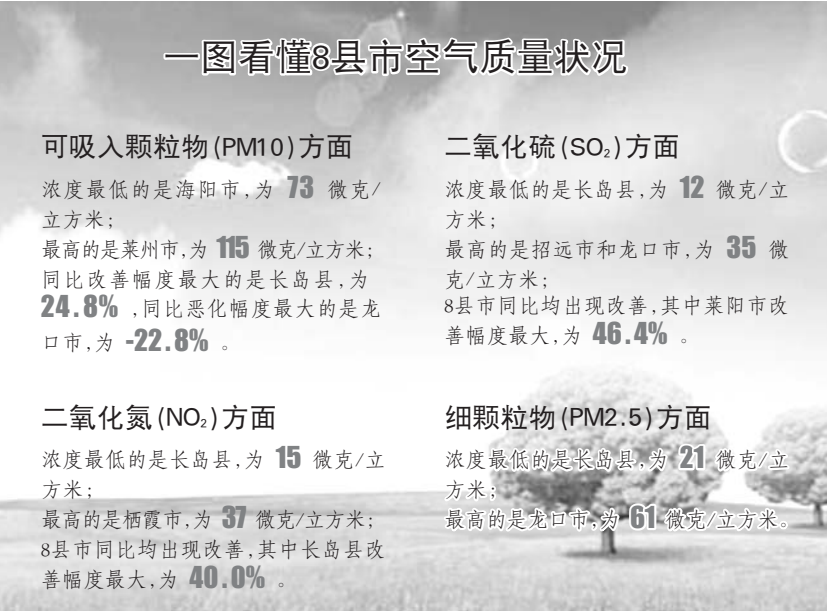 一图看懂8县市空气质量状况
可吸入颗粒物(PM10)方面
浓度最低的是海阳市,为 73 微克/
立方米;
最高的是莱州市,为 115 微克/立方米;
同比改善幅度最大的是长岛县,为
24.8% ,同比恶化幅度最大的是龙
口市,为 -22.8% 。
二氧化硫(SO₂)方面
浓度最低的是长岛县,为 12 微克/立
方米;
最高的是招远市和龙口市,为 35 微
克/立方米;
8县市同比均出现改善,其中莱阳市改
善幅度最大,为 46.4% 。
二氧化氮(NO₂)方面
浓度最低的是长岛县,为 15 微克/立
方米;
最高的是栖霞市,为 37 微克/立方米;
8县市同比均出现改善,其中长岛县改
善幅度最大,为 40.0% 。
细颗粒物(PM2.5)方面
浓度最低的是长岛县,为 21 微克/立
方米;
最高的是龙口市,为 61 微克/立方米。